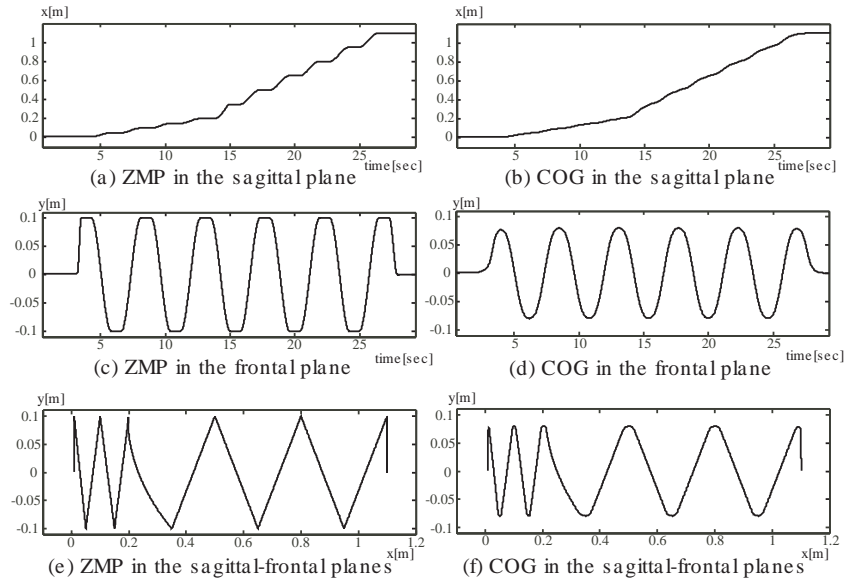 x[m]
1
0.8
0.6
0.4
0.2
0
5 10 15 20 25
time[sec]
(a) ZMP in the sagittal plane
x[m]
1
0.8
0.6
0.4
0.2
0
5 10 15 20 25
time[sec]
(b) COG in the sagittal plane
y[m]
0.1
0.05
0
-0.05
-0.1
5 10 15 20 25
time[sec]
(c) ZMP in the frontal plane
y[m]
0.1
0.05
0
-0.05
-0.1
5 10 15 20 25
time[sec]
(d) COG in the frontal plane
y[m]
0.1
0.05
0
-0.05
-0.1
0 0.2 0.4 0.6 0.8 1 1.2
x[m]
(e) ZMP in the sagittal-frontal planes
y[m]
0.1
0.05
0
-0.05
-0.1
0 0.2 0.4 0.6 0.8 1 1.2
x[m]
(f) COG in the sagittal-frontal planes